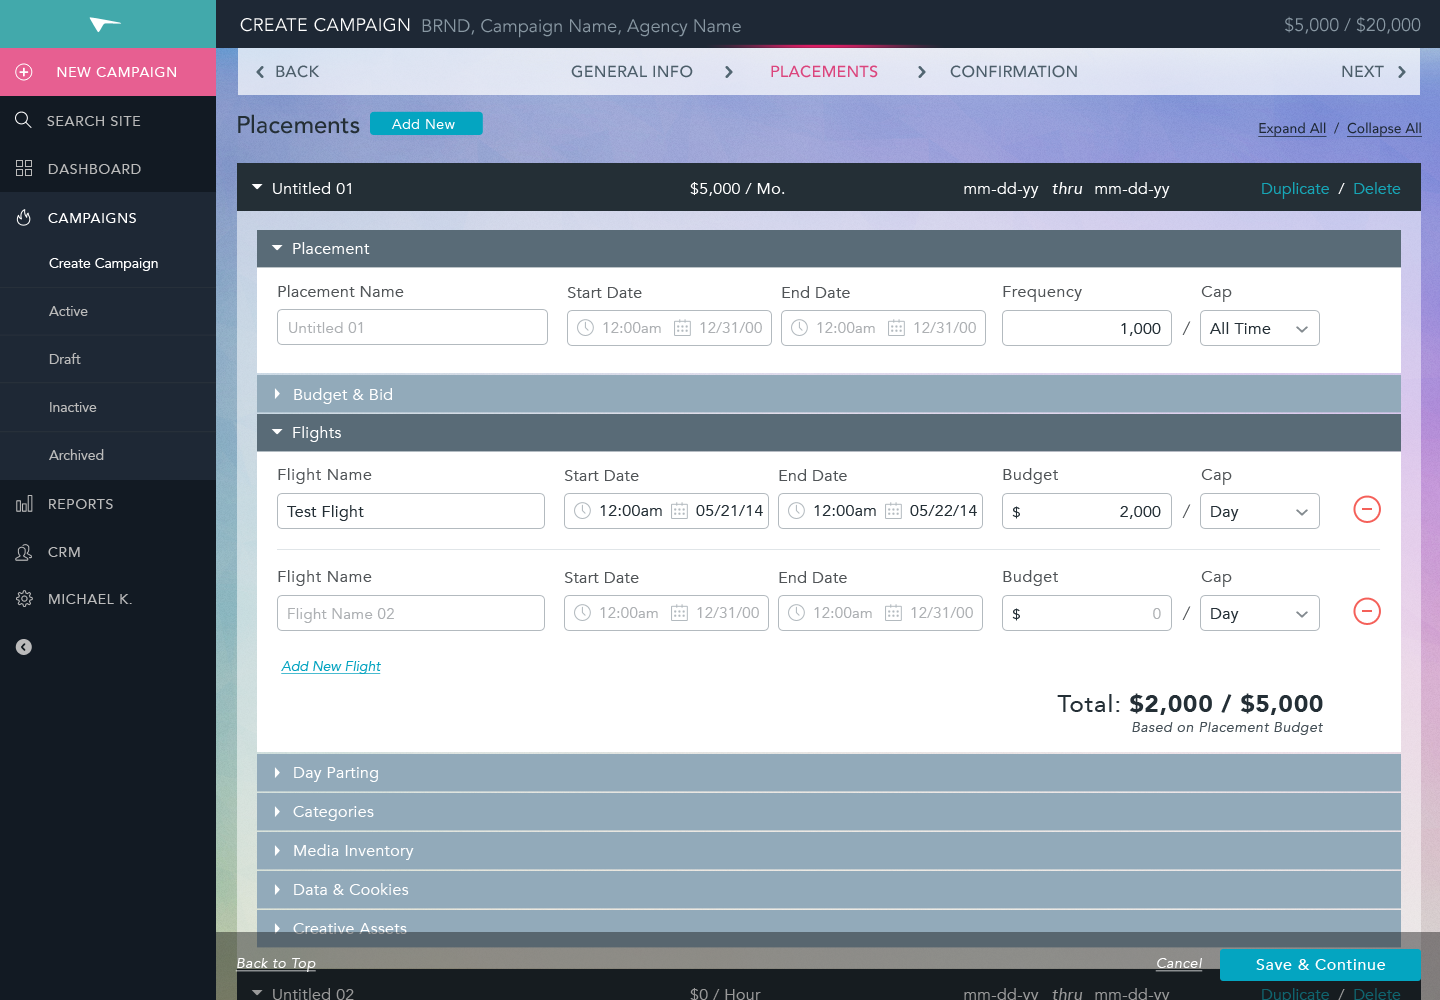 CREATE CAMPAIGN BRND, Campaign Name, Agency Name $5,000 / $20,000
NEW CAMPAIGN
SEARCH SITE
DASHBOARD
CAMPAIGNS
Create Campaign
Active
Draft
Inactive
Archived
REPORTS
CRM
MICHAEL K.
BACK GENERAL INFO PLACEMENTS CONFIRMATION NEXT
Placements Add New Expand All / Collapse All
Untitled 01 $5,000 / Mo. mm-dd-yy thru mm-dd-yy Duplicate / Delete
Placement
Placement Name Start Date End Date Frequency Cap
Untitled 01 12:00am 12/31/00 12:00am 12/31/00 1,000 / All Time
Budget & Bid
Flights
Flight Name Start Date End Date Budget Cap
Test Flight 12:00am 05/21/14 12:00am 05/22/14 $ 2,000 / Day
Flight Name Start Date End Date Budget Cap
Flight Name 02 12:00am 12/31/00 12:00am 12/31/00 $ 0 / Day
Add New Flight
Total: $2,000 / $5,000
Based on Placement Budget
Day Parting
Categories
Media Inventory
Data & Cookies
Creative Assets
Back to Top Cancel Save & Continue
Untitled 02 $0 / Hour mm-dd-yy thru mm-dd-yy Duplicate / Delete